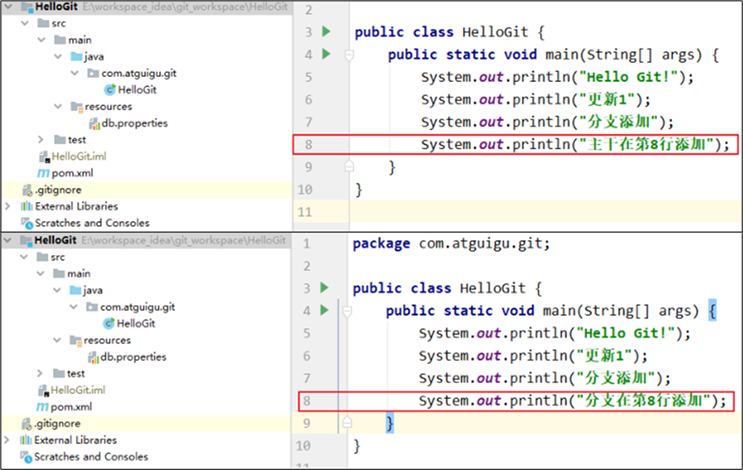 HelloGit E:\workspace_idea\git_workspace\HelloGit
src
main
java
com.atguigu.git
HelloGit
resources
db.properties
test
HelloGit.iml
pom.xml
.gitignore
External Libraries
Scratches and Consoles
2
3 public class HelloGit {
4 public static void main(String[] args) {
5 System.out.println("Hello Git!");
6 System.out.println("更新1");
7 System.out.println("分支添加");
8 System.out.println("主干在第8行添加");
9 }
10 }
11
HelloGit E:\workspace_idea\git_workspace\HelloGit
src
main
java
com.atguigu.git
HelloGit
resources
db.properties
test
HelloGit.iml
pom.xml
.gitignore
External Libraries
Scratches and Consoles
1 package com.atguigu.git;
2
3 public class HelloGit {
4 public static void main(String[] args) {
5 System.out.println("Hello Git!");
6 System.out.println("更新1");
7 System.out.println("分支添加");
8 System.out.println("分支在第8行添加");
9 }
10 }